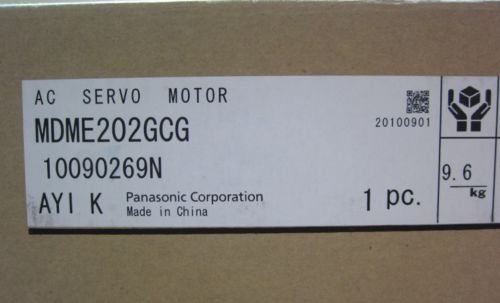 AC SERVO MOTOR
MDME202GCG
20100901
10090269N
9.6
kg
AYI K Panasonic Corporation
Made in China
1 pc.